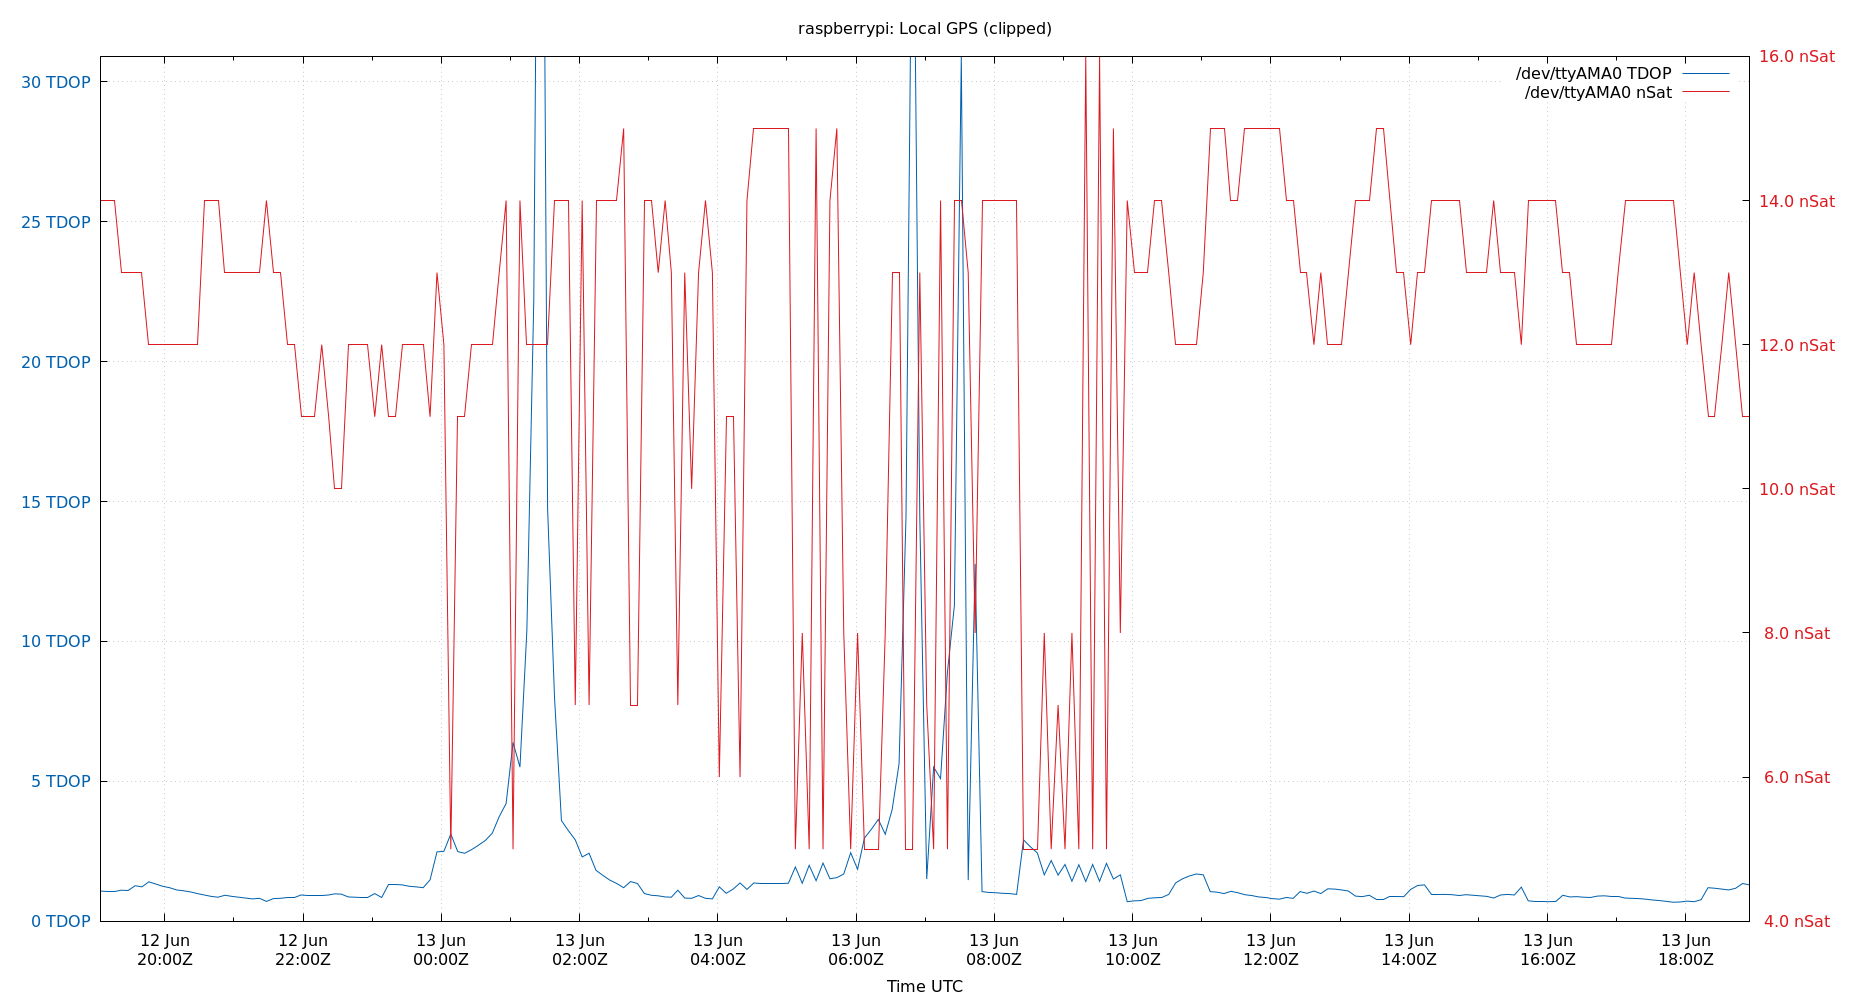 raspberrypi: Local GPS (clipped)
/dev/ttyAMA0 TDOP
/dev/ttyAMA0 nSat
30 TDOP
25 TDOP
20 TDOP
15 TDOP
10 TDOP
5 TDOP
0 TDOP
16.0 nSat
14.0 nSat
12.0 nSat
10.0 nSat
8.0 nSat
6.0 nSat
4.0 nSat
12 Jun
20:00Z
12 Jun
22:00Z
13 Jun
00:00Z
13 Jun
02:00Z
13 Jun
04:00Z
13 Jun
06:00Z
13 Jun
08:00Z
13 Jun
10:00Z
13 Jun
12:00Z
13 Jun
14:00Z
13 Jun
16:00Z
13 Jun
18:00Z
Time UTC